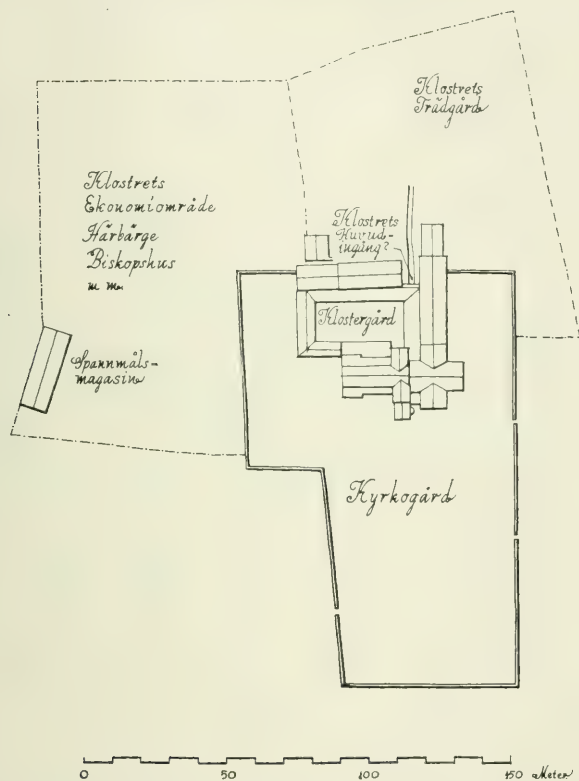 Klostrets
Trädgård
Klostrets
Ekonomiområde
Härbärge
Biskopshus
m m.
Klostrets
Huvud-
ingång?
Klostergård
Spannmåls-
magasin
Kyrkogård
0 50 100 150 Meter